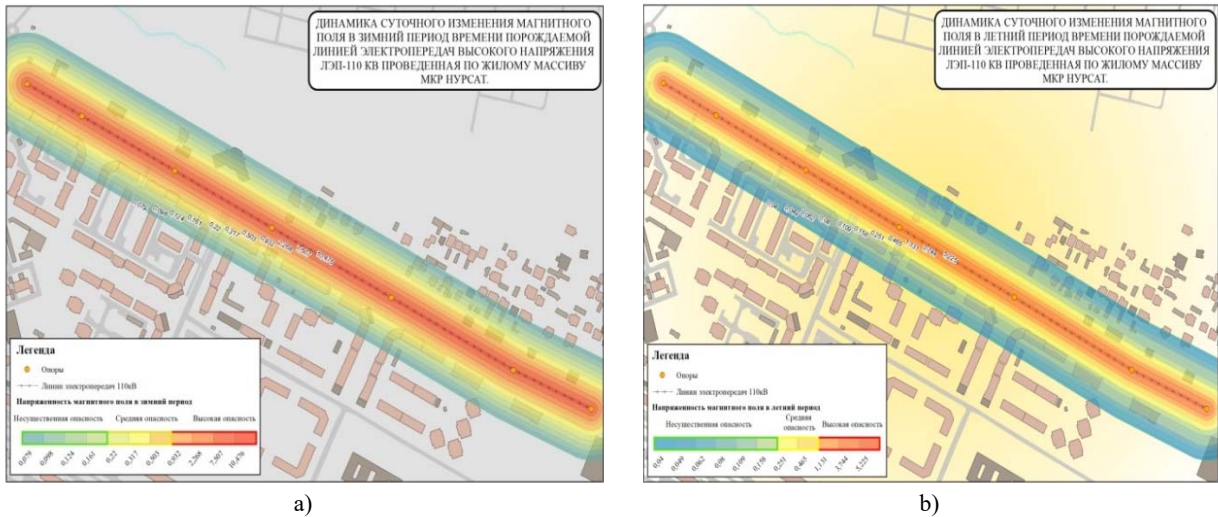 ДИНАМИКА СУТОЧНОГО ИЗМЕНЕНИЯ МАГНИТНОГО
ПОЛЯ В ЗИМНИЙ ПЕРИОД ВРЕМЕНИ ПОРОЖДАЕМОЙ
ЛИНИЕЙ ЭЛЕКТРОПЕРЕДАЧ ВЫСОКОГО НАПРЯЖЕНИЯ
ЛЭП-110 КВ ПРОВЕДЕННАЯ ПО ЖИЛОМУ МАССИВУ
МКР НУРСАТ.
Легенда
Опоры
Линии электропередач 110кВ
Напряженность магнитного поля в зимний период
Несущественная опасность Средняя опасность Высокая опасность
0,079 0,098 0,124 0,161 0,22 0,317 0,503 0,932 2,268 7,507 10,476
a)
ДИНАМИКА СУТОЧНОГО ИЗМЕНЕНИЯ МАГНИТНОГО
ПОЛЯ В ЛЕТНИЙ ПЕРИОД ВРЕМЕНИ ПОРОЖДАЕМОЙ
ЛИНИЕЙ ЭЛЕКТРОПЕРЕДАЧ ВЫСОКОГО НАПРЯЖЕНИЯ
ЛЭП-110 КВ ПРОВЕДЕННАЯ ПО ЖИЛОМУ МАССИВУ
МКР НУРСАТ.
Легенда
Опоры
Линии электропередач 110кВ
Напряженность магнитного поля в летний период
Несущественная опасность Средняя опасность Высокая опасность
0,04 0,049 0,062 0,08 0,109 0,158 0,251 0,465 1,131 3,744 5,225
b)